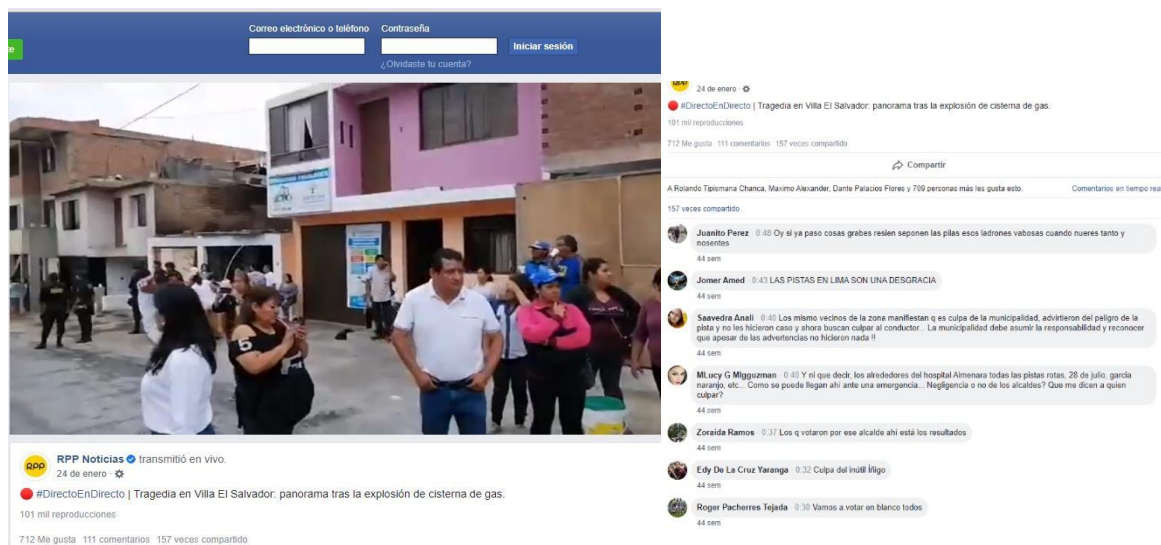 Correo electrónico o teléfono Contraseña
Iniciar sesión
¿Olvidaste tu cuenta?
5
RPP
RPP Noticias transmitió en vivo.
24 de enero ·
#DirectoEnDirecto | Tragedia en Villa El Salvador: panorama tras la explosión de cisterna de gas.
101 mil reproducciones
712 Me gusta 111 comentarios 157 veces compartido
24 de enero ·
#DirectoEnDirecto | Tragedia en Villa El Salvador: panorama tras la explosión de cisterna de gas.
101 mil reproducciones
712 Me gusta 111 comentarios 157 veces compartido
Compartir
A Rolando Tipismana Chanca, Maximo Alexander, Dante Palacios Flores y 709 personas más les gusta esto. Comentarios en tiempo rea
157 veces compartido
Juanito Perez · 0:48 Oy si ya paso cosas grabes resien seponen las pilas esos ladrones vabosas cuando nueres tanto y
nosentes
44 sem
Jomer Amed · 0:43 LAS PISTAS EN LIMA SON UNA DESGRACIA
44 sem
Saavedra Anali · 0:40 Los mismo vecinos de la zona manifiestan q es culpa de la municipalidad, advirtieron del peligro de la
pista y no les hicieron caso y ahora buscan culpar al conductor... La municipalidad debe asumir la responsabilidad y reconocer
que apesar de las advertencias no hicieron nada !!
44 sem
MLucy G MIgguzman · 0:40 Y ni que decir, los alrededores del hospital Almenara todas las pistas rotas, 28 de julio, garcía
naranjo, etc... Como se puede llegan ahí ante una emergencia... Negligencia o no de los alcaldes? Que me dicen a quien
culpar?
44 sem
Zoraida Ramos · 0:37 Los q votaron por ese alcalde ahí está los resultados
44 sem
Edy De La Cruz Yaranga · 0:32 Culpa del inútil Íñigo
44 sem
Roger Pacherres Tejada · 0:30 Vamos a votar en blanco todos
44 sem